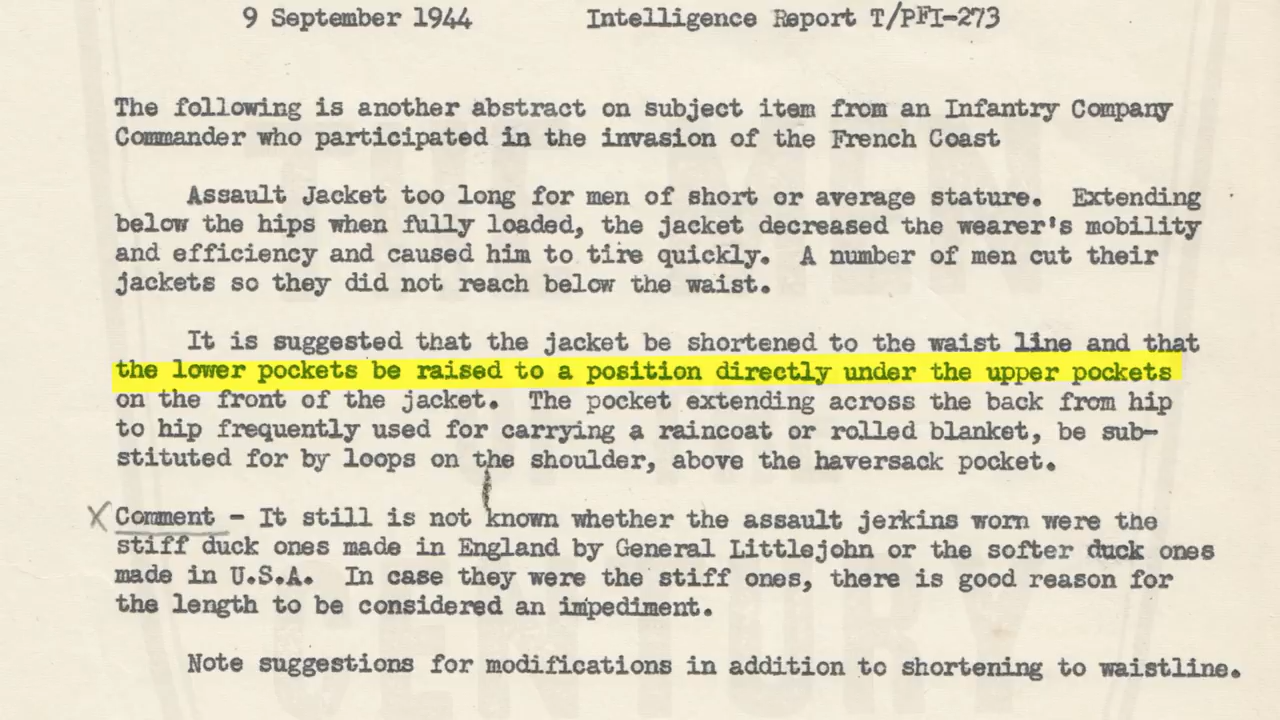 9 September 1944 Intelligence Report T/PFI-273
The following is another abstract on subject item from an Infantry Company
Commander who participated in the invasion of the French Coast
Assault Jacket too long for men of short or average stature. Extending
below the hips when fully loaded, the jacket decreased the wearer's mobility
and efficiency and caused him to tire quickly. A number of men cut their
jackets so they did not reach below the waist.
It is suggested that the jacket be shortened to the waist line and that
the lower pockets be raised to a position directly under the upper pockets
on the front of the jacket. The pocket extending across the back from hip
to hip frequently used for carrying a raincoat or rolled blanket, be sub-
stituted for by loops on the shoulder, above the haversack pocket.
X Comment - It still is not known whether the assault jerkins worn were the
stiff duck ones made in England by General Littlejohn or the softer duck ones
made in U.S.A. In case they were the stiff ones, there is good reason for
the length to be considered an impediment.
Note suggestions for modifications in addition to shortening to waistline.